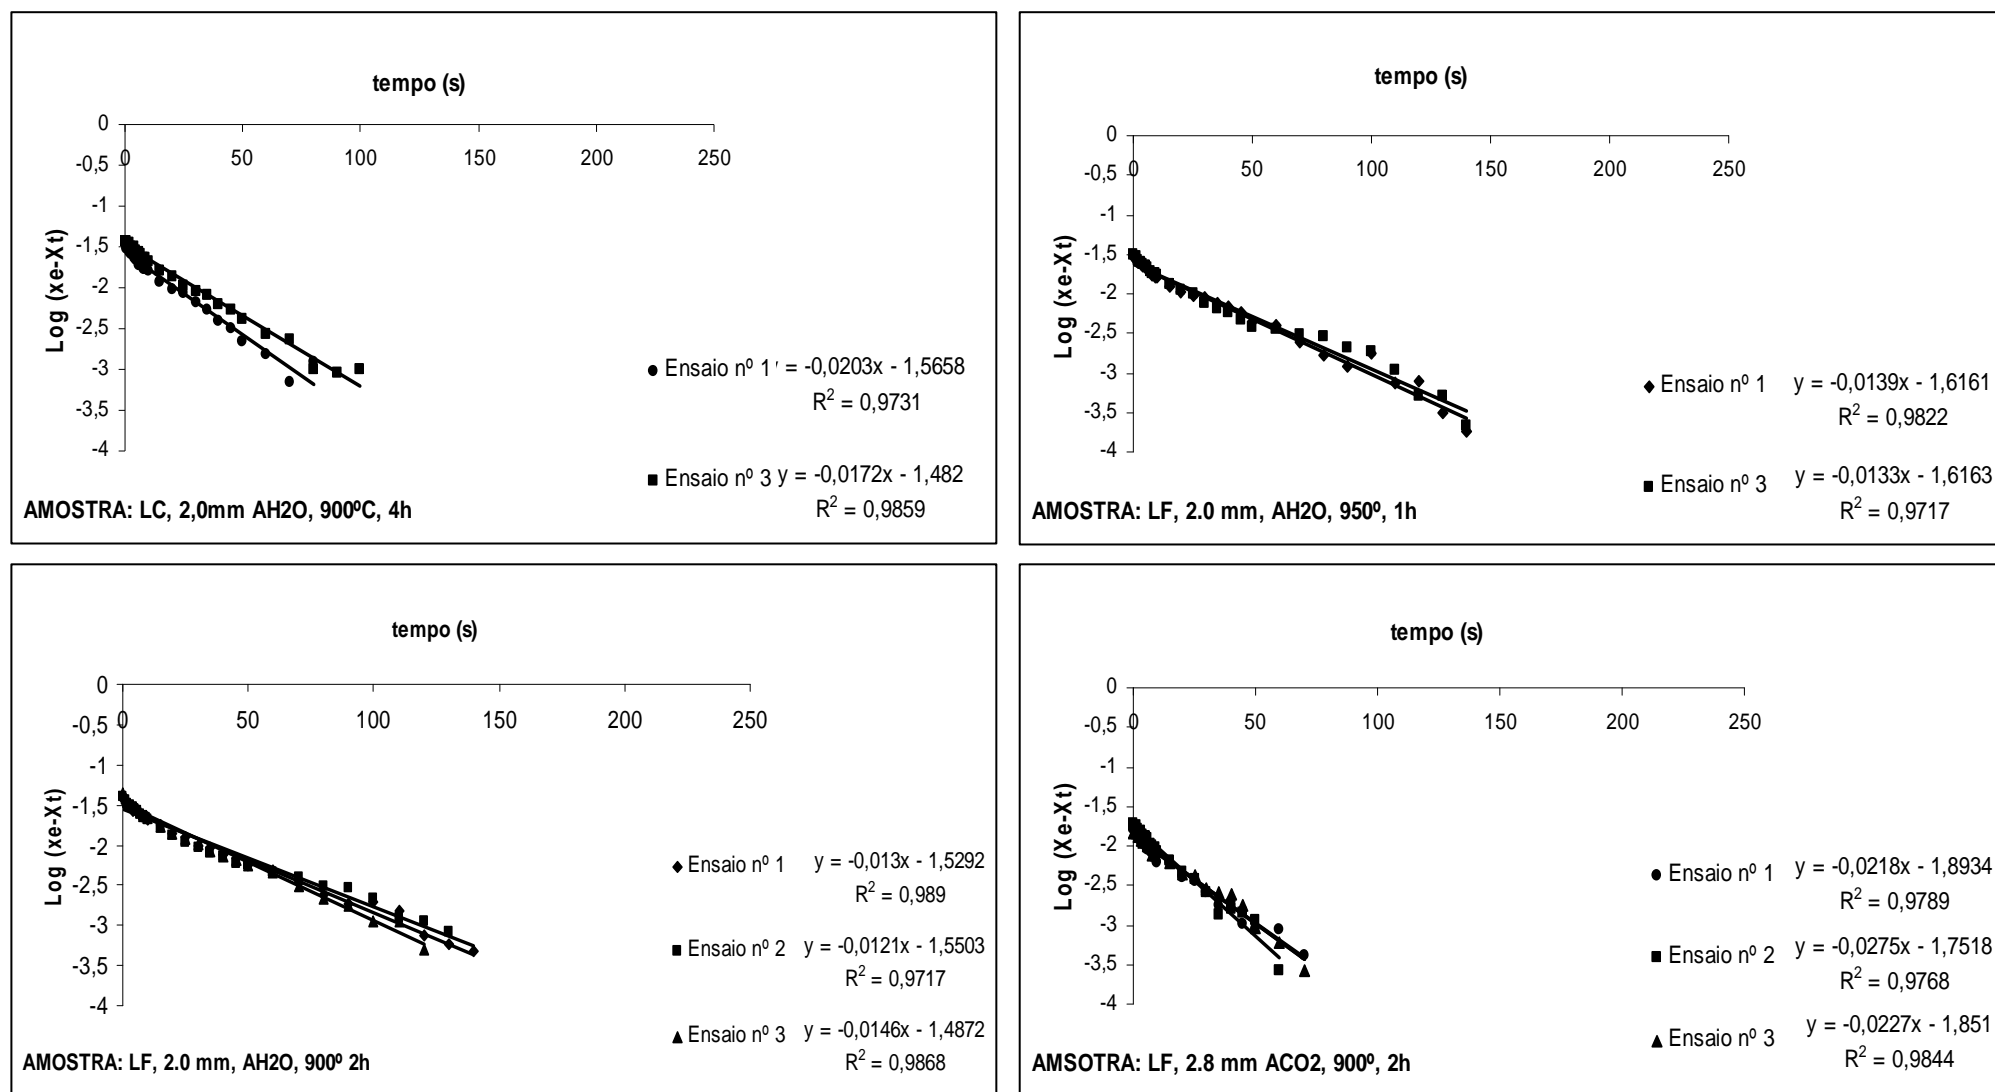 tempo (s)
0
0 50 100 150 200 250
-0,5
-1
-1,5
-2
-2,5
-3
-3,5
-4
Log (xe-Xt)
Ensaio nº 1 = -0,0203x - 1,5658
R2 = 0,9731
Ensaio nº 3 y = -0,0172x - 1,482
R2 = 0,9859
AMOSTRA: LC, 2,0mm AH2O, 900ºC, 4h
tempo (s)
0
0 50 100 150 200 250
-0,5
-1
-1,5
-2
-2,5
-3
-3,5
-4
Log (xe-Xt)
Ensaio nº 1 y = -0,0139x - 1,6161
R2 = 0,9822
Ensaio nº 3 y = -0,0133x - 1,6163
R2 = 0,9717
AMOSTRA: LF, 2.0 mm, AH2O, 950º, 1h
tempo (s)
0
0 50 100 150 200 250
-0,5
-1
-1,5
-2
-2,5
-3
-3,5
-4
Log (xe-Xt)
Ensaio nº 1 y = -0,013x - 1,5292
R2 = 0,989
Ensaio nº 2 y = -0,0121x - 1,5503
R2 = 0,9717
Ensaio nº 3 y = -0,0146x - 1,4872
R2 = 0,9868
AMOSTRA: LF, 2.0 mm, AH2O, 900º 2h
tempo (s)
0
0 50 100 150 200 250
-0,5
-1
-1,5
-2
-2,5
-3
-3,5
-4
Log (Xe-Xt)
Ensaio nº 1 y = -0,0218x - 1,8934
R2 = 0,9789
Ensaio nº 2 y = -0,0275x - 1,7518
R2 = 0,9768
Ensaio nº 3 y = -0,0227x - 1,851
R2 = 0,9844
AMSOTRA: LF, 2.8 mm ACO2, 900º, 2h